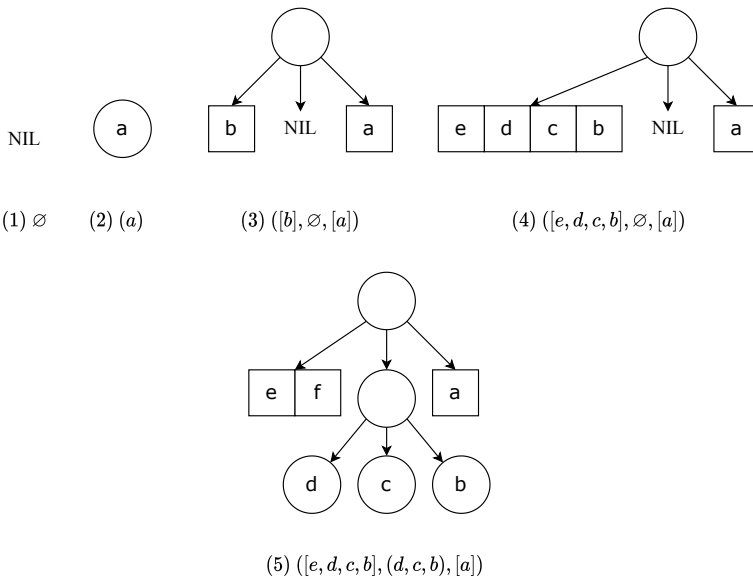 b NIL a
e d c b NIL a
NIL a
(1) ∅ (2) (a) (3) ([b], ∅, [a]) (4) ([e, d, c, b], ∅, [a])
e f a
d c b
(5) ([e, d, c, b], (d, c, b), [a])